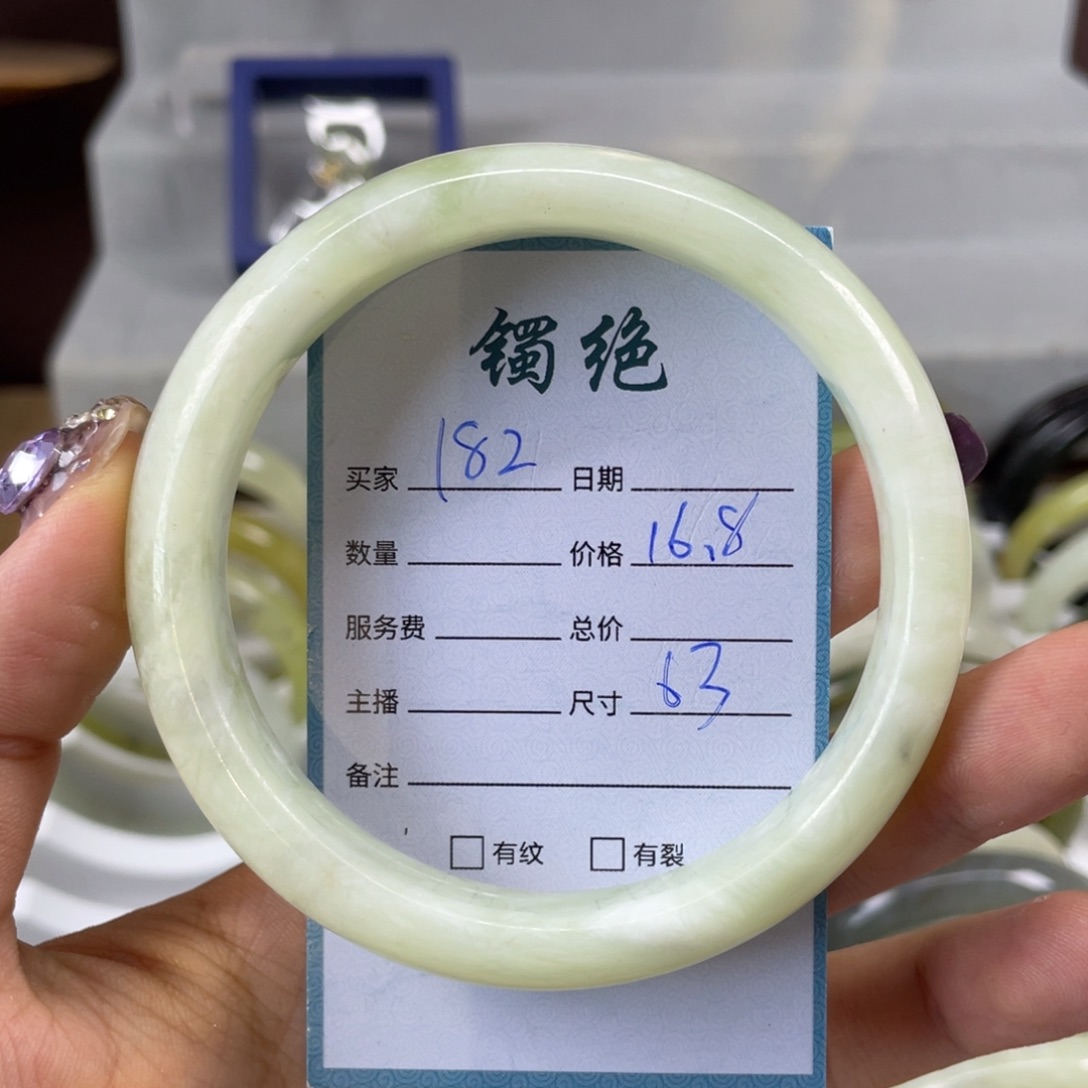 镯绝
买家 182 日期
数量 价格 16.8
服务费 总价
主播 尺寸 63
备注
有纹 有裂